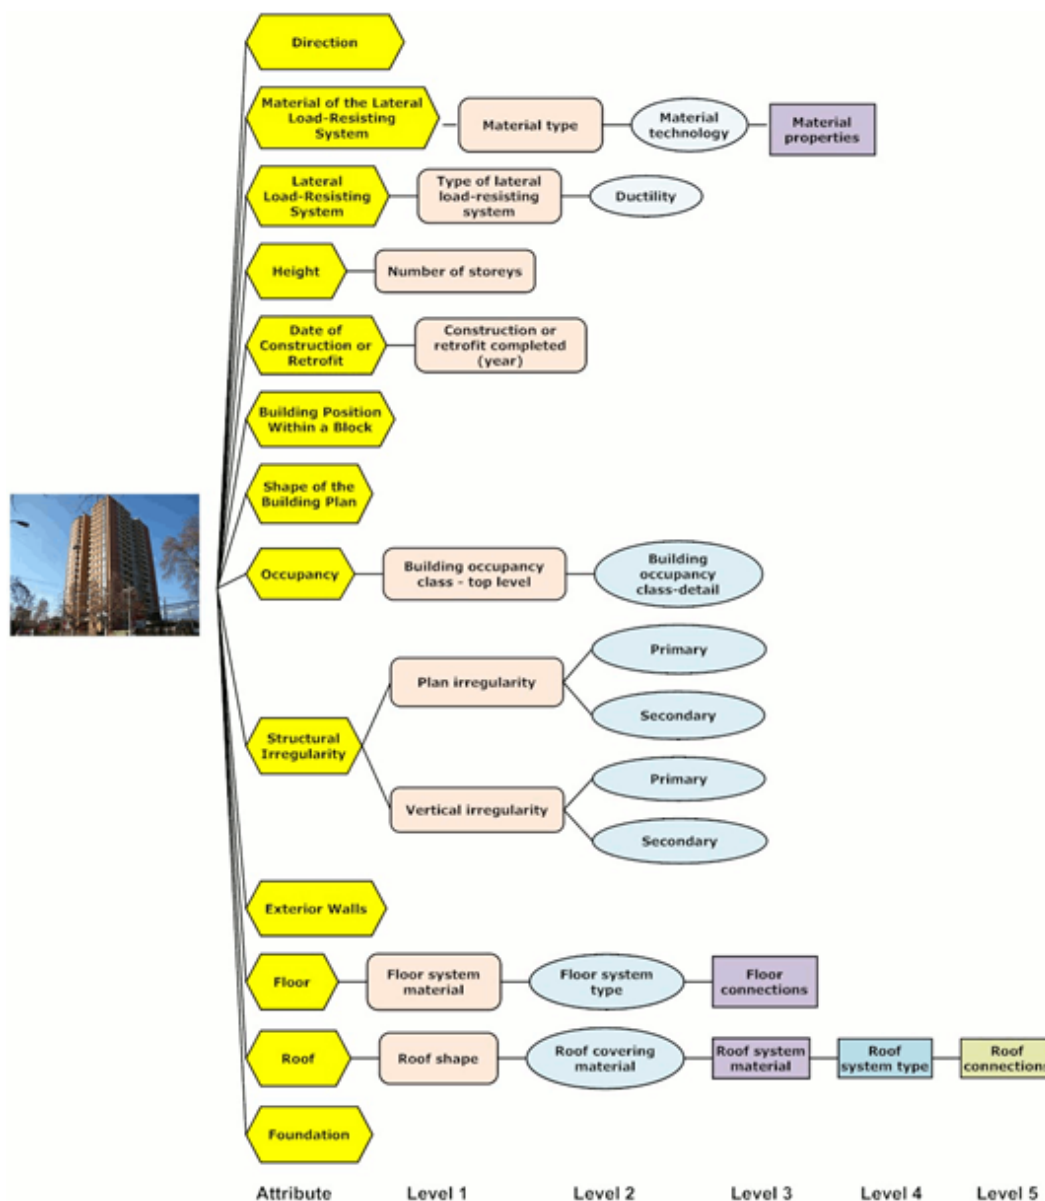 Direction
Material of the Lateral
Load-Resisting
System
Material type
Material
technology
Material
properties
Lateral
Load-Resisting
System
Type of lateral
load-resisting
system
Ductility
Height
Number of storeys
Date of
Construction or
Retrofit
Construction or
retrofit completed
(year)
Building Position
Within a Block
Shape of the
Building Plan
Occupancy
Building occupancy
class - top level
Building
occupancy
class-detail
Structural
Irregularity
Plan irregularity
Primary
Secondary
Vertical irregularity
Primary
Secondary
Exterior Walls
Floor
Floor system
material
Floor system
type
Floor
connections
Roof
Roof shape
Roof covering
material
Roof system
material
Roof
system type
Roof
connections
Foundation
Attribute
Level 1
Level 2
Level 3
Level 4
Level 5